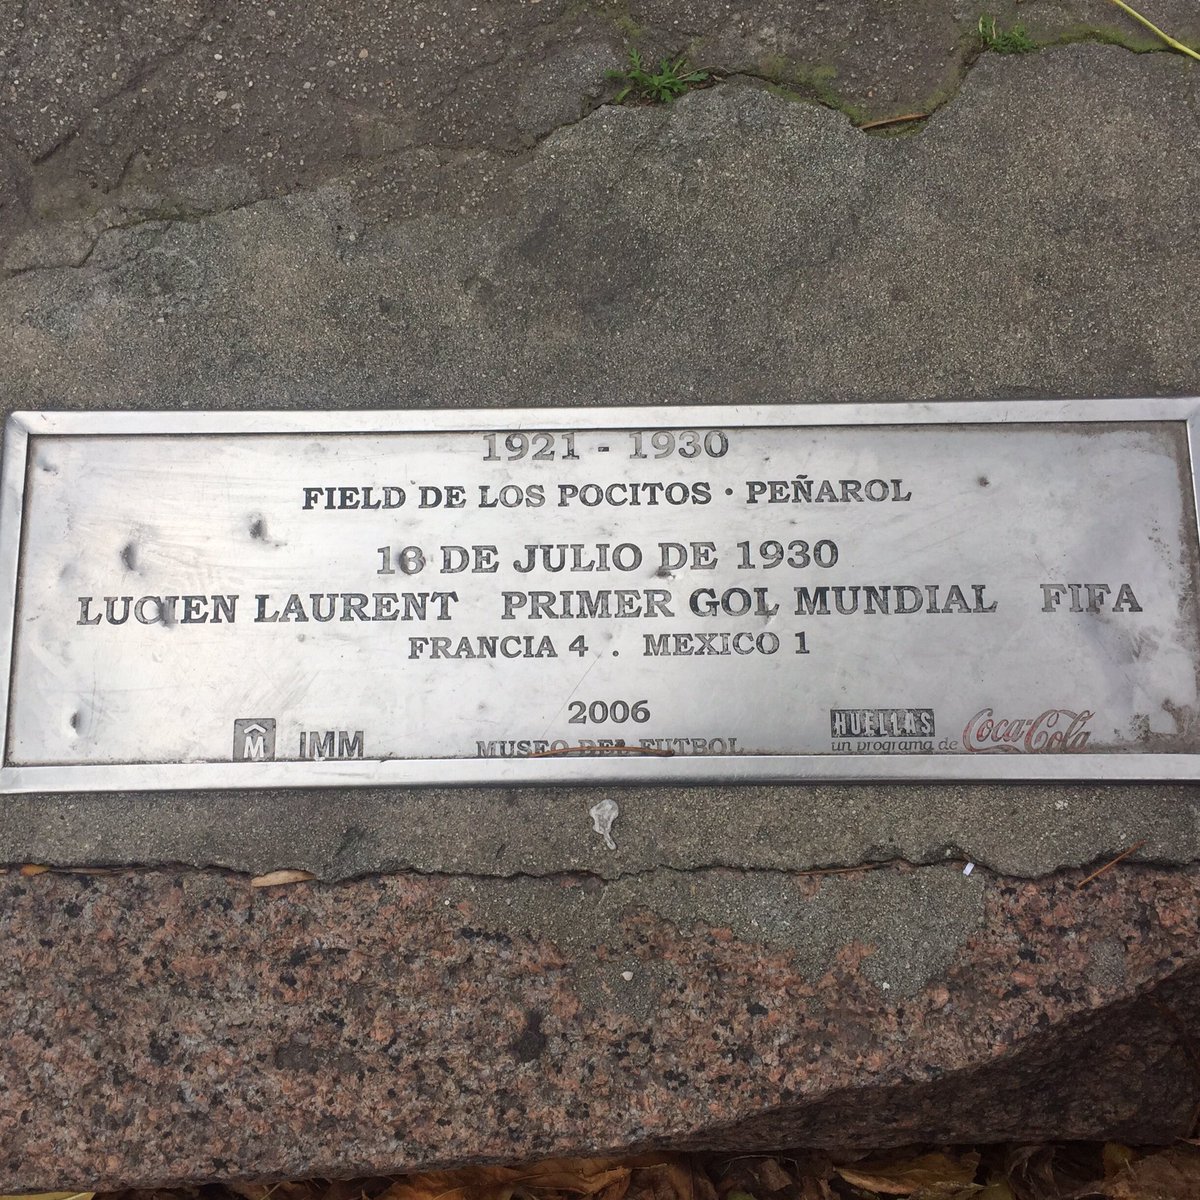 1921 - 1930
FIELD DE LOS POCITOS · PEÑAROL
13 DE JULIO DE 1930
LUCIEN LAURENT PRIMER GOL MUNDIAL FIFA
FRANCIA 4 . MEXICO 1
2006
M IMM
MUSEO DEL FUTBOL
HUELLAS
un programa de Coca-Cola